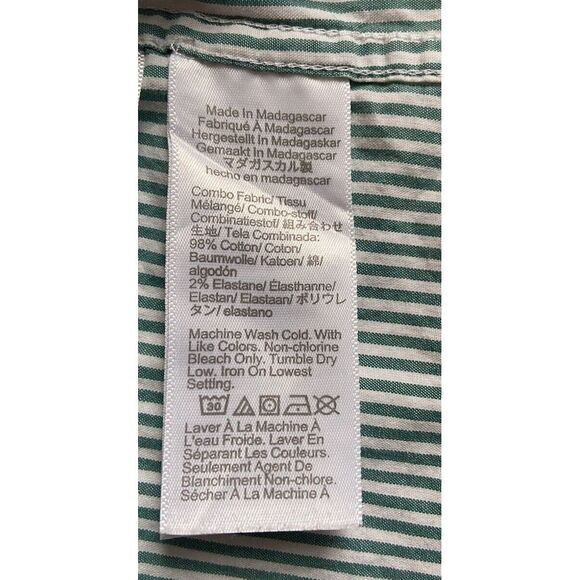 Made In Madagascar
Fabriqué À Madagascar
Hergestellt In Madagaskar
Gemaakt In Madagascar
マダガスカル製
hecho en madagascar
Combo Fabric/ Tissu
Mélangé/ Combo-stoff/
Combinatiestof/ 組み合わせ
生地/ Tela Combinada:
98% Cotton/ Coton/
Baumwolle/ Katoen/ 綿/
algodón
2% Elastane/ Élasthanne/
Elastan/ Elastaan/ ポリウレ
タン/ elastano
Machine Wash Cold. With
Like Colors. Non-chlorine
Bleach Only. Tumble Dry
Low. Iron On Lowest
Setting.
30
Laver À La Machine À
L'eau Froide. Laver En
Séparant Les Couleurs.
Seulement Agent De
Blanchiment Non-chlore.
Sécher À La Machine À